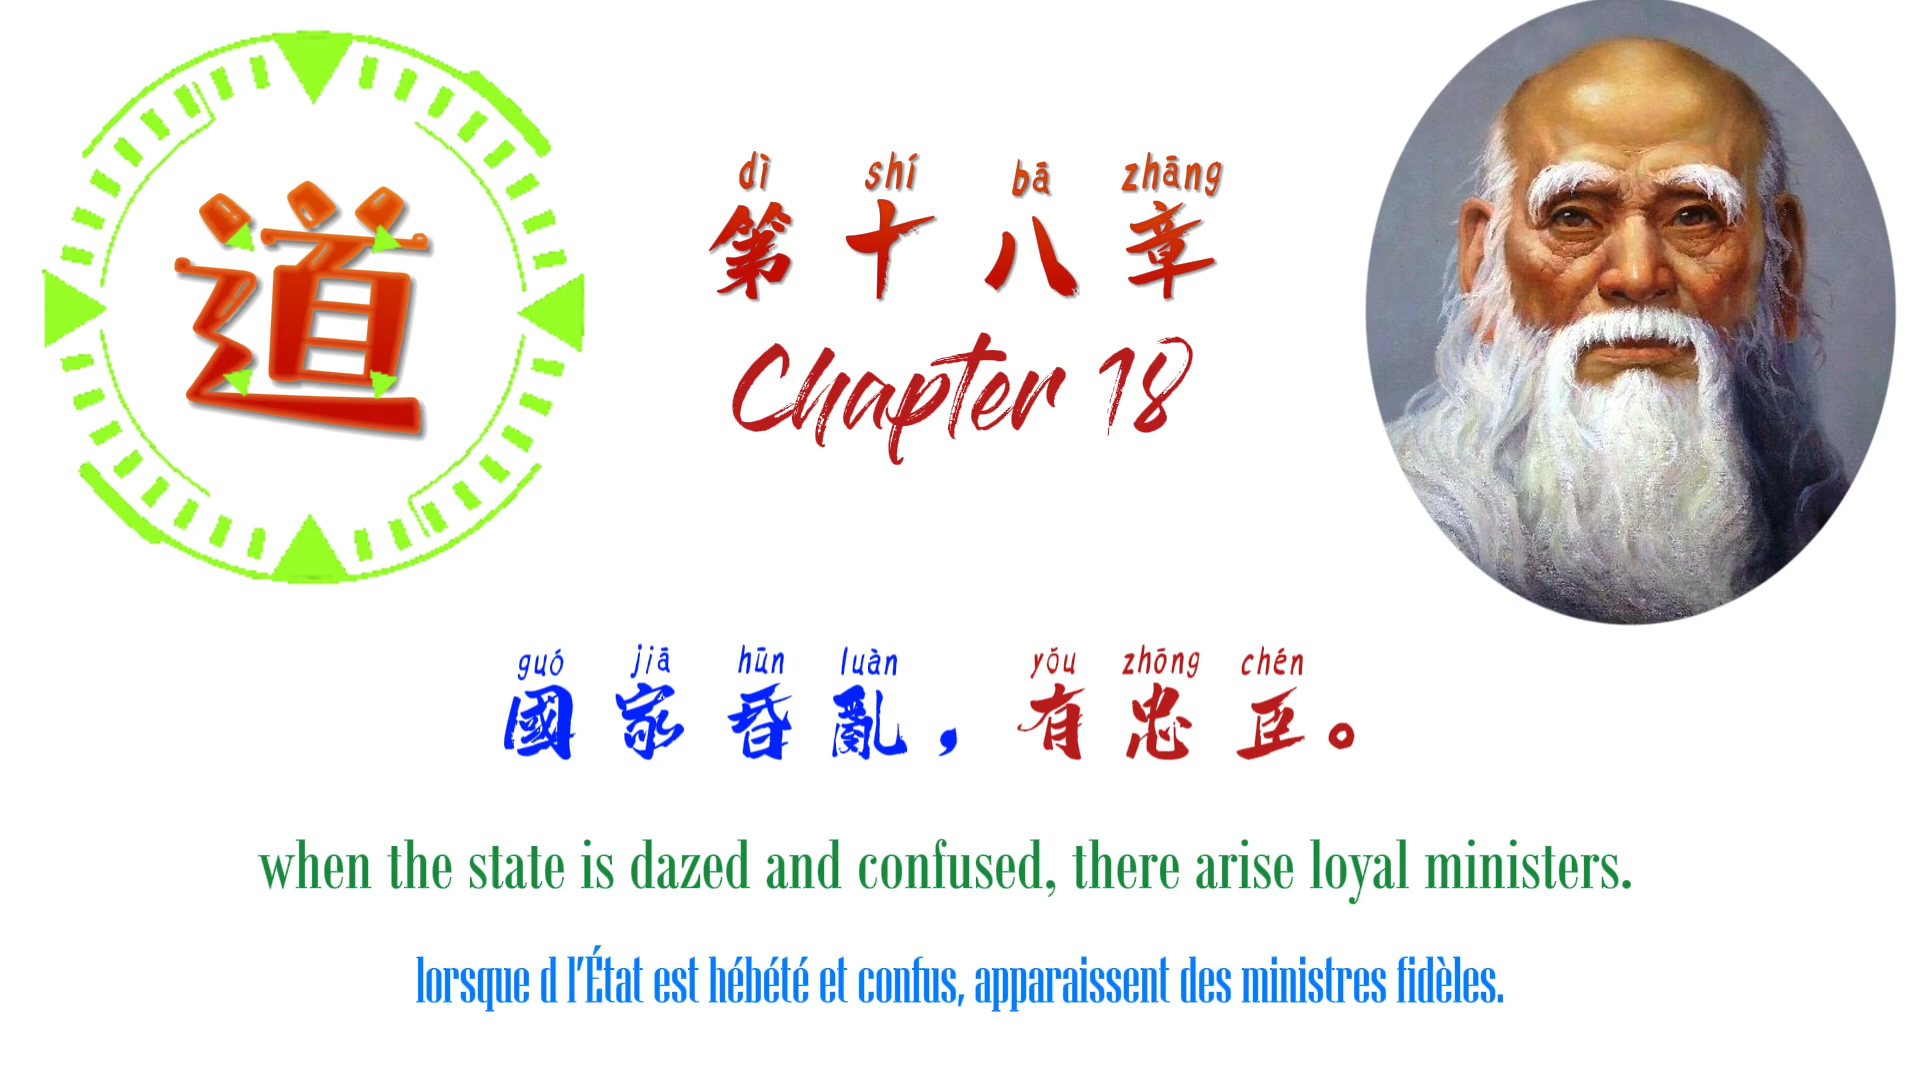 道
dì shí bā zhāng
第十八章
Chapter 18
guó jiā hūn luàn yǒu zhōng chén
國家昏亂，有忠臣。
when the state is dazed and confused, there arise loyal ministers.
lorsque d l'État est hébété et confus, apparaissent des ministres fidèles.